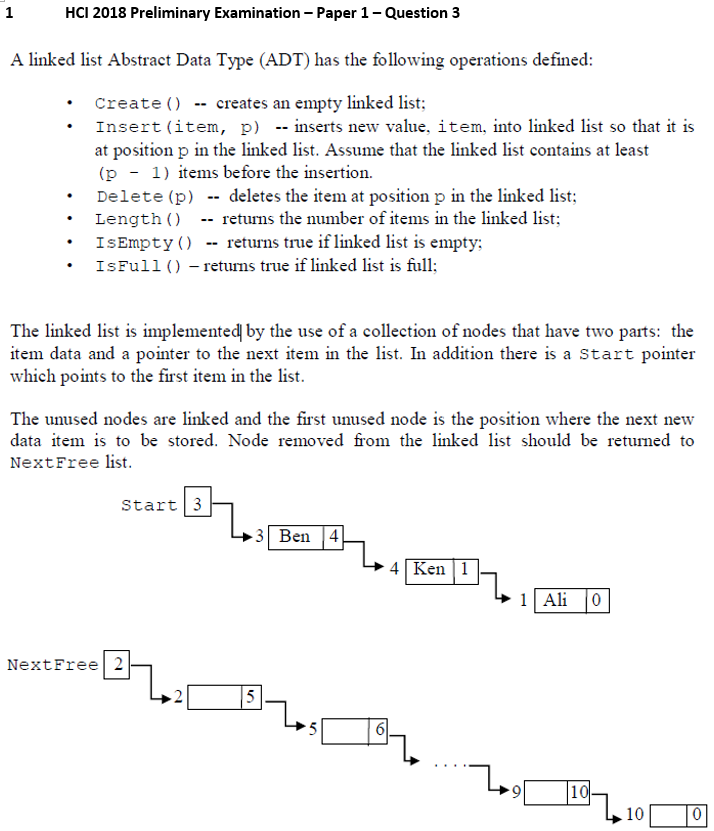 1 HCI 2018 Preliminary Examination – Paper 1 – Question 3
A linked list Abstract Data Type (ADT) has the following operations defined:
• Create() -- creates an empty linked list;
• Insert(item, p) -- inserts new value, item, into linked list so that it is
at position p in the linked list. Assume that the linked list contains at least
(p - 1) items before the insertion.
• Delete(p) -- deletes the item at position p in the linked list;
• Length() -- returns the number of items in the linked list;
• IsEmpty() -- returns true if linked list is empty;
• IsFull() – returns true if linked list is full;
The linked list is implemented by the use of a collection of nodes that have two parts: the
item data and a pointer to the next item in the list. In addition there is a Start pointer
which points to the first item in the list.
The unused nodes are linked and the first unused node is the position where the next new
data item is to be stored. Node removed from the linked list should be returned to
NextFree list.
Start 3
3 Ben 4
4 Ken 1
1 Ali 0
NextFree 2
2 5
5 6
....
9 10
10 0